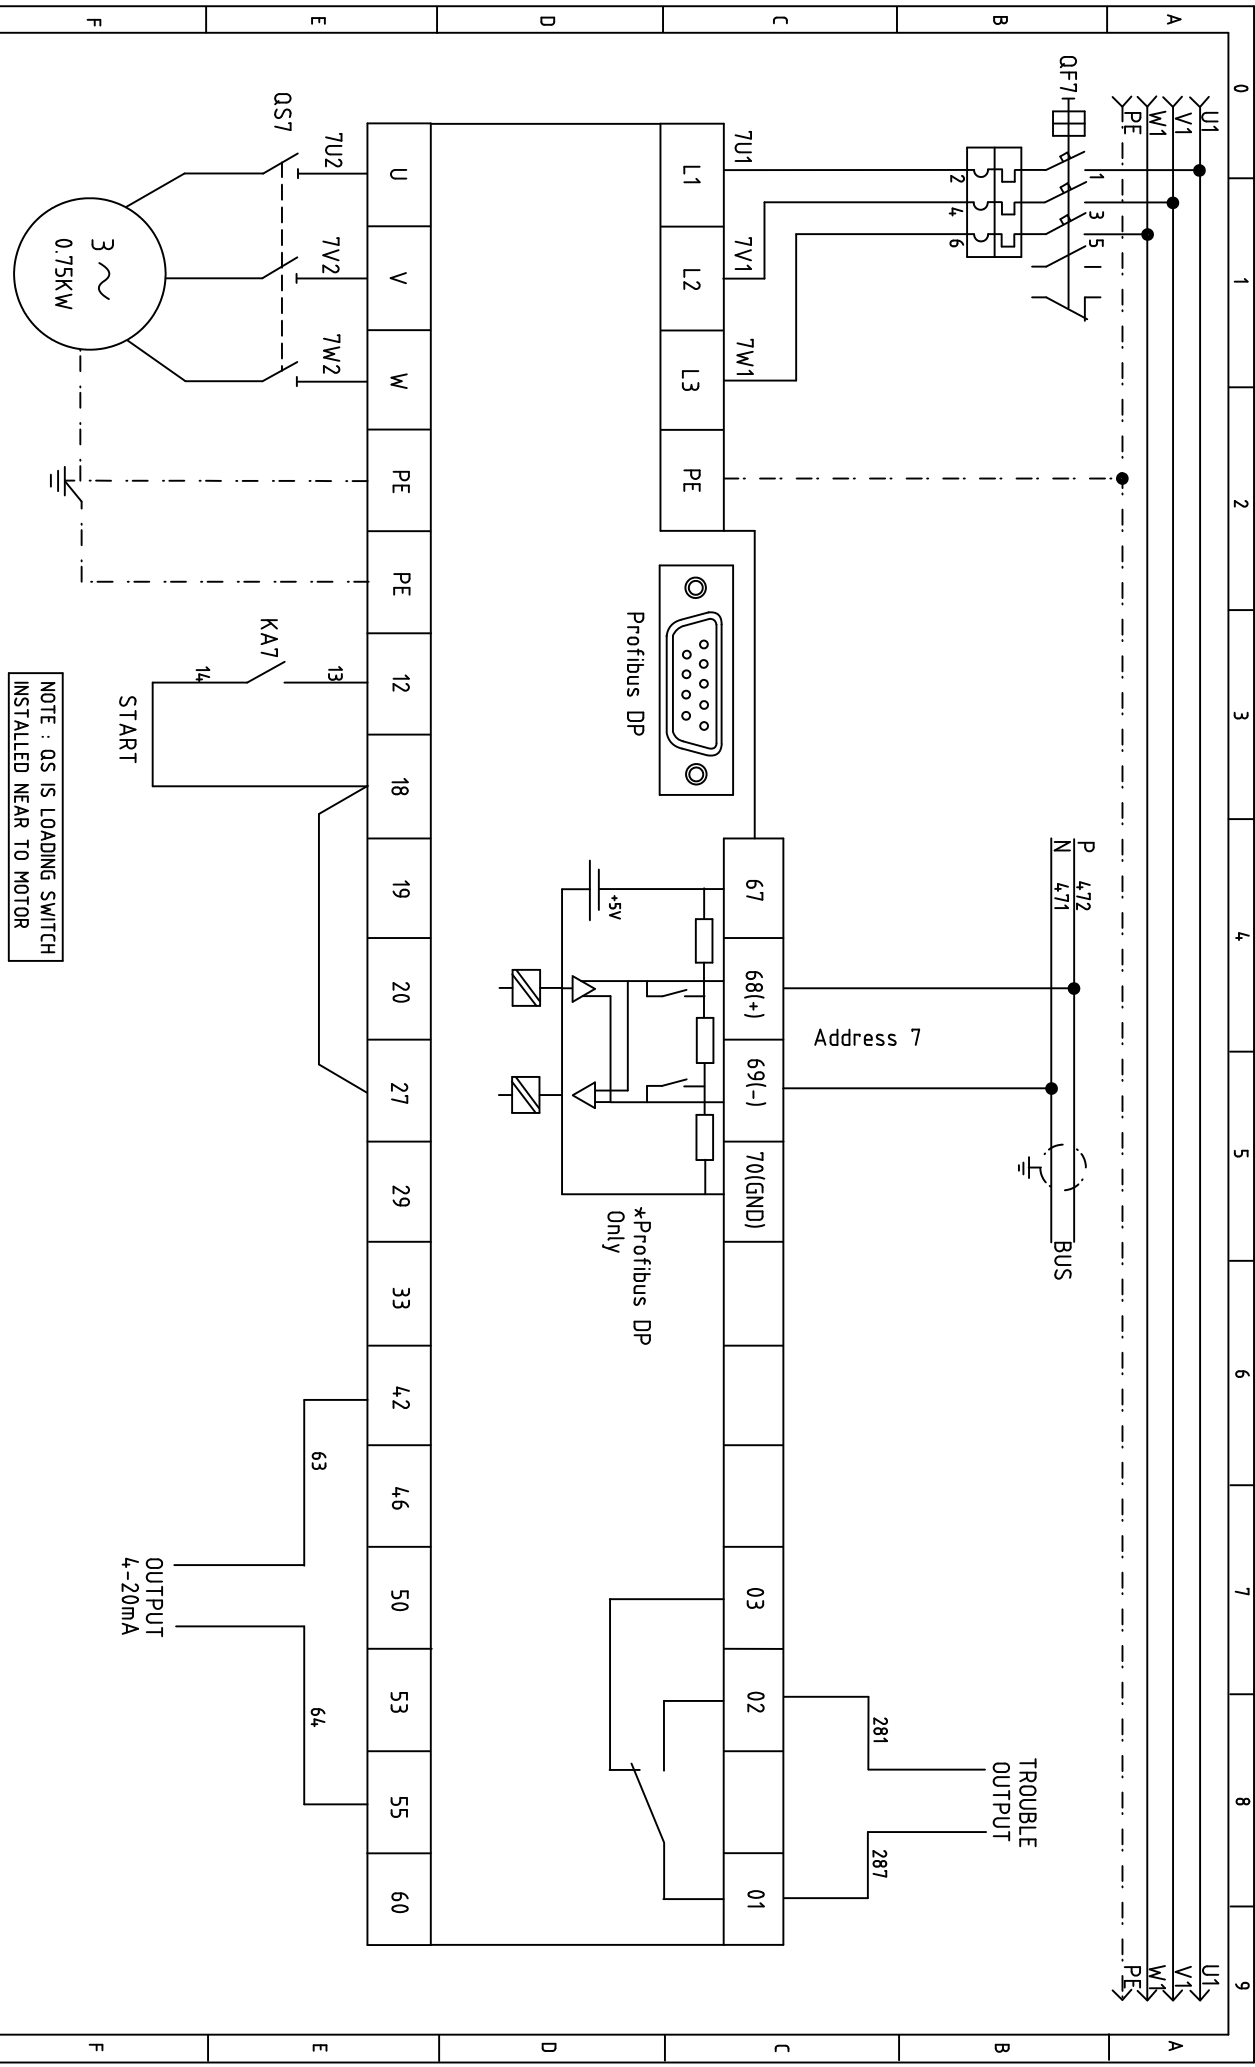 0
1
2
3
4
5
6
7
8
9
A
B
C
D
E
F
A
B
C
D
E
F
U1
V1
W1
PE
U1
V1
W1
PE
QF7
1
3
5
2
4
6
P 472
N 471
BUS
Address 7
TROUBLE
OUTPUT
281
287
7U1
7V1
7W1
L1
L2
L3
PE
67
68(+)
69(-)
70(GND)
03
02
01
Profibus DP
+5V
*Profibus DP
Only
U
V
W
PE
PE
12
18
19
20
27
29
33
42
46
50
53
55
60
7U2
7V2
7W2
QS7
3 ~
0.75KW
KA7
13
14
START
63
64
OUTPUT
4-20mA
NOTE : QS IS LOADING SWITCH
INSTALLED NEAR TO MOTOR